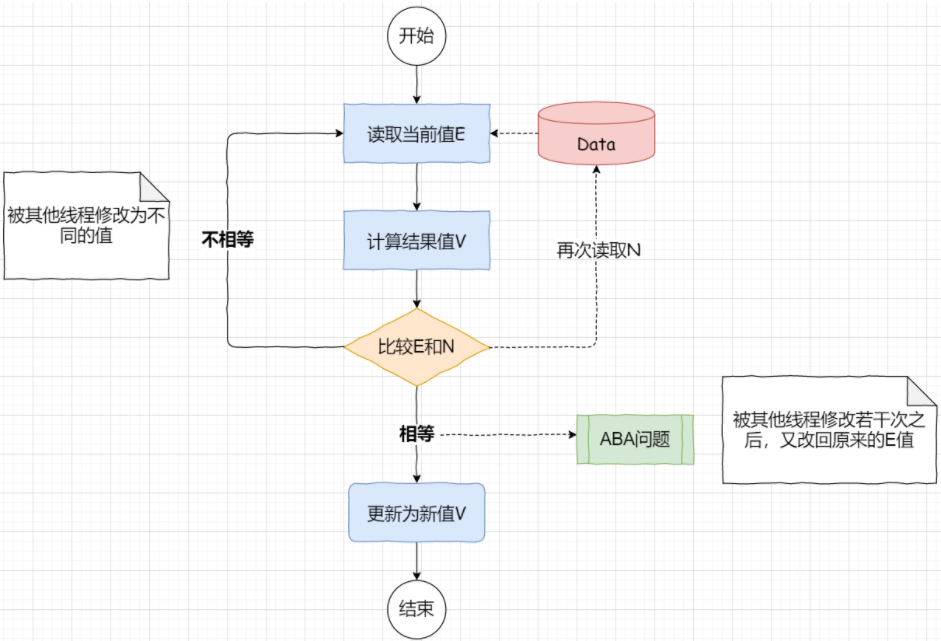 开始
读取当前值E
Data
被其他线程修改为不
同的值
不相等
计算结果值V
再次读取N
比较E和N
相等
ABA问题
被其他线程修改若干次之
后，又改回原来的E值
更新为新值V
结束